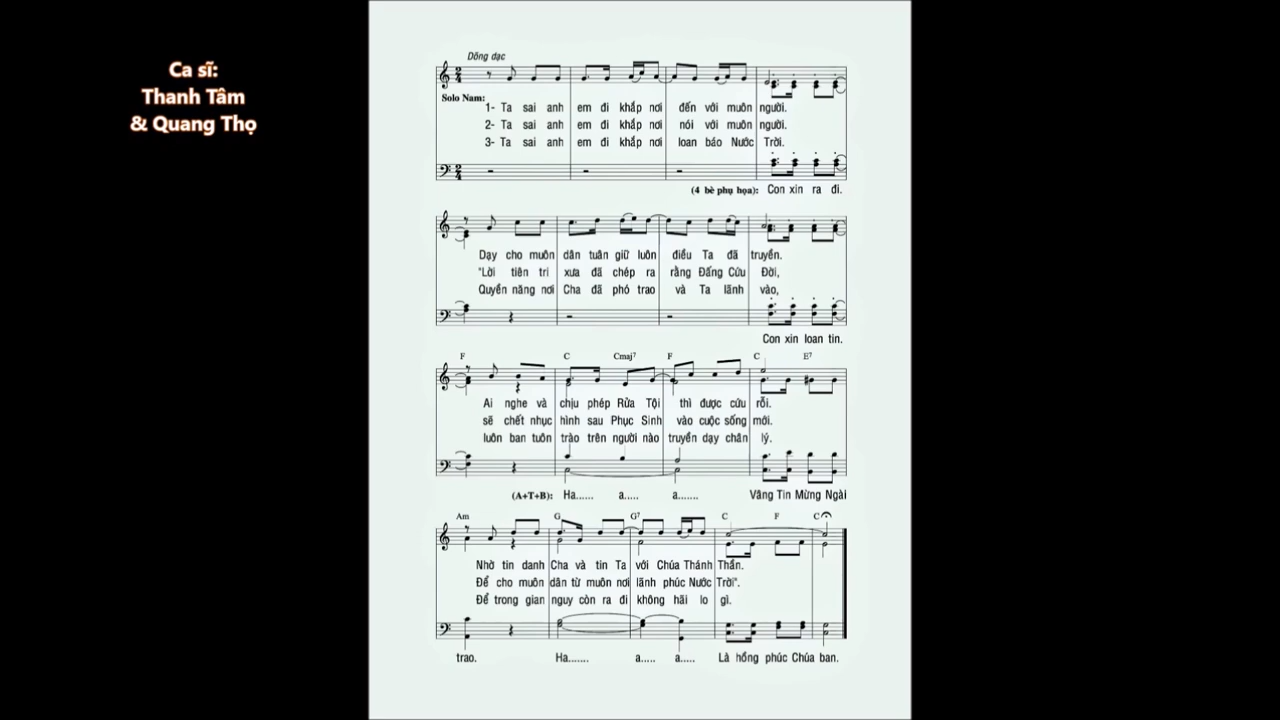 Ca sĩ:
Thanh Tâm
& Quang Thọ
Dõng dạc
Solo Nam:
1- Ta sai anh em đi khắp nơi đến với muôn người.
2- Ta sai anh em đi khắp nơi nói với muôn người.
3- Ta sai anh em đi khắp nơi loan báo Nước Trời.
(4 bè phụ họa): Con xin ra đi.
Dạy cho muôn dân tuân giữ luôn điều Ta đã truyền.
"Lời tiên tri xưa đã chép ra rằng Đấng Cứu Đời,
Quyền năng nơi Cha đã phó trao và Ta lãnh vào,
Con xin loan tin.
F C Cmaj7 F C E7
Ai nghe và chịu phép Rửa Tội thì được cứu rỗi.
sẽ chết nhục hình sau Phục Sinh vào cuộc sống mới.
luôn ban tuôn trào trên người nào truyền dạy chân lý.
(A+T+B): Ha...... a..... a....... Vâng Tin Mừng Ngài
Am G G7 C F C
Nhờ tin danh Cha và tin Ta với Chúa Thánh Thần.
Để cho muôn dân từ muôn nơi lãnh phúc Nước Trời".
Để trong gian nguy còn ra đi không hãi lo gì.
trao. Ha....... a..... a..... Là hồng phúc Chúa ban.